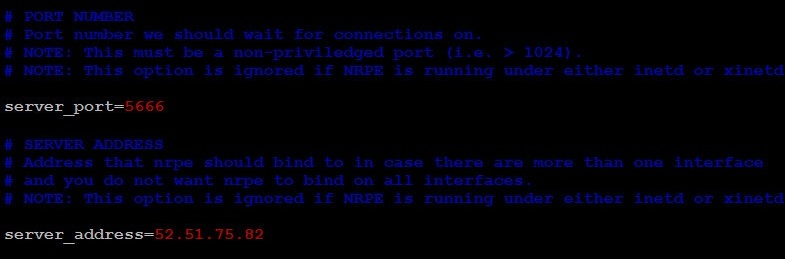 # PORT NUMBER
# Port number we should wait for connections on.
# NOTE: This must be a non-priviledged port (i.e. > 1024).
# NOTE: This option is ignored if NRPE is running under either inetd or xinetd
server_port=5666
# SERVER ADDRESS
# Address that nrpe should bind to in case there are more than one interface
# and you do not want nrpe to bind on all interfaces.
# NOTE: This option is ignored if NRPE is running under either inetd or xinetd
server_address=52.51.75.82